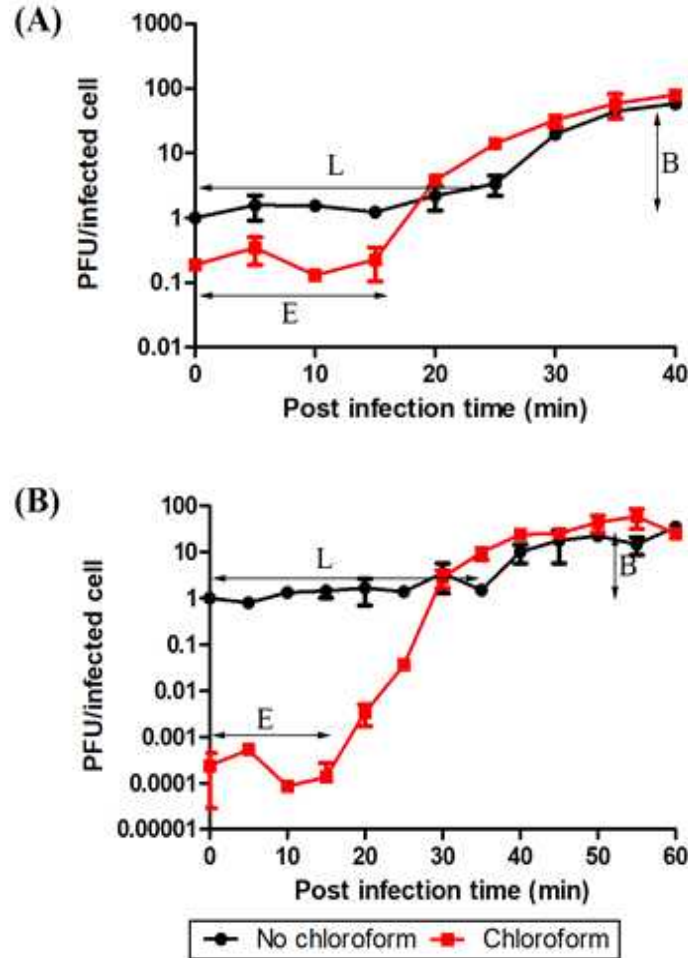 (A)
1000
100
10
1
0.1
0.01
PFU/infected cell
L
E
B
0 10 20 30 40
Post infection time (min)
(B)
100
10
1
0.1
0.01
0.001
0.0001
0.00001
PFU/infected cell
L
E
B
0 10 20 30 40 50 60
Post infection time (min)
No chloroform Chloroform